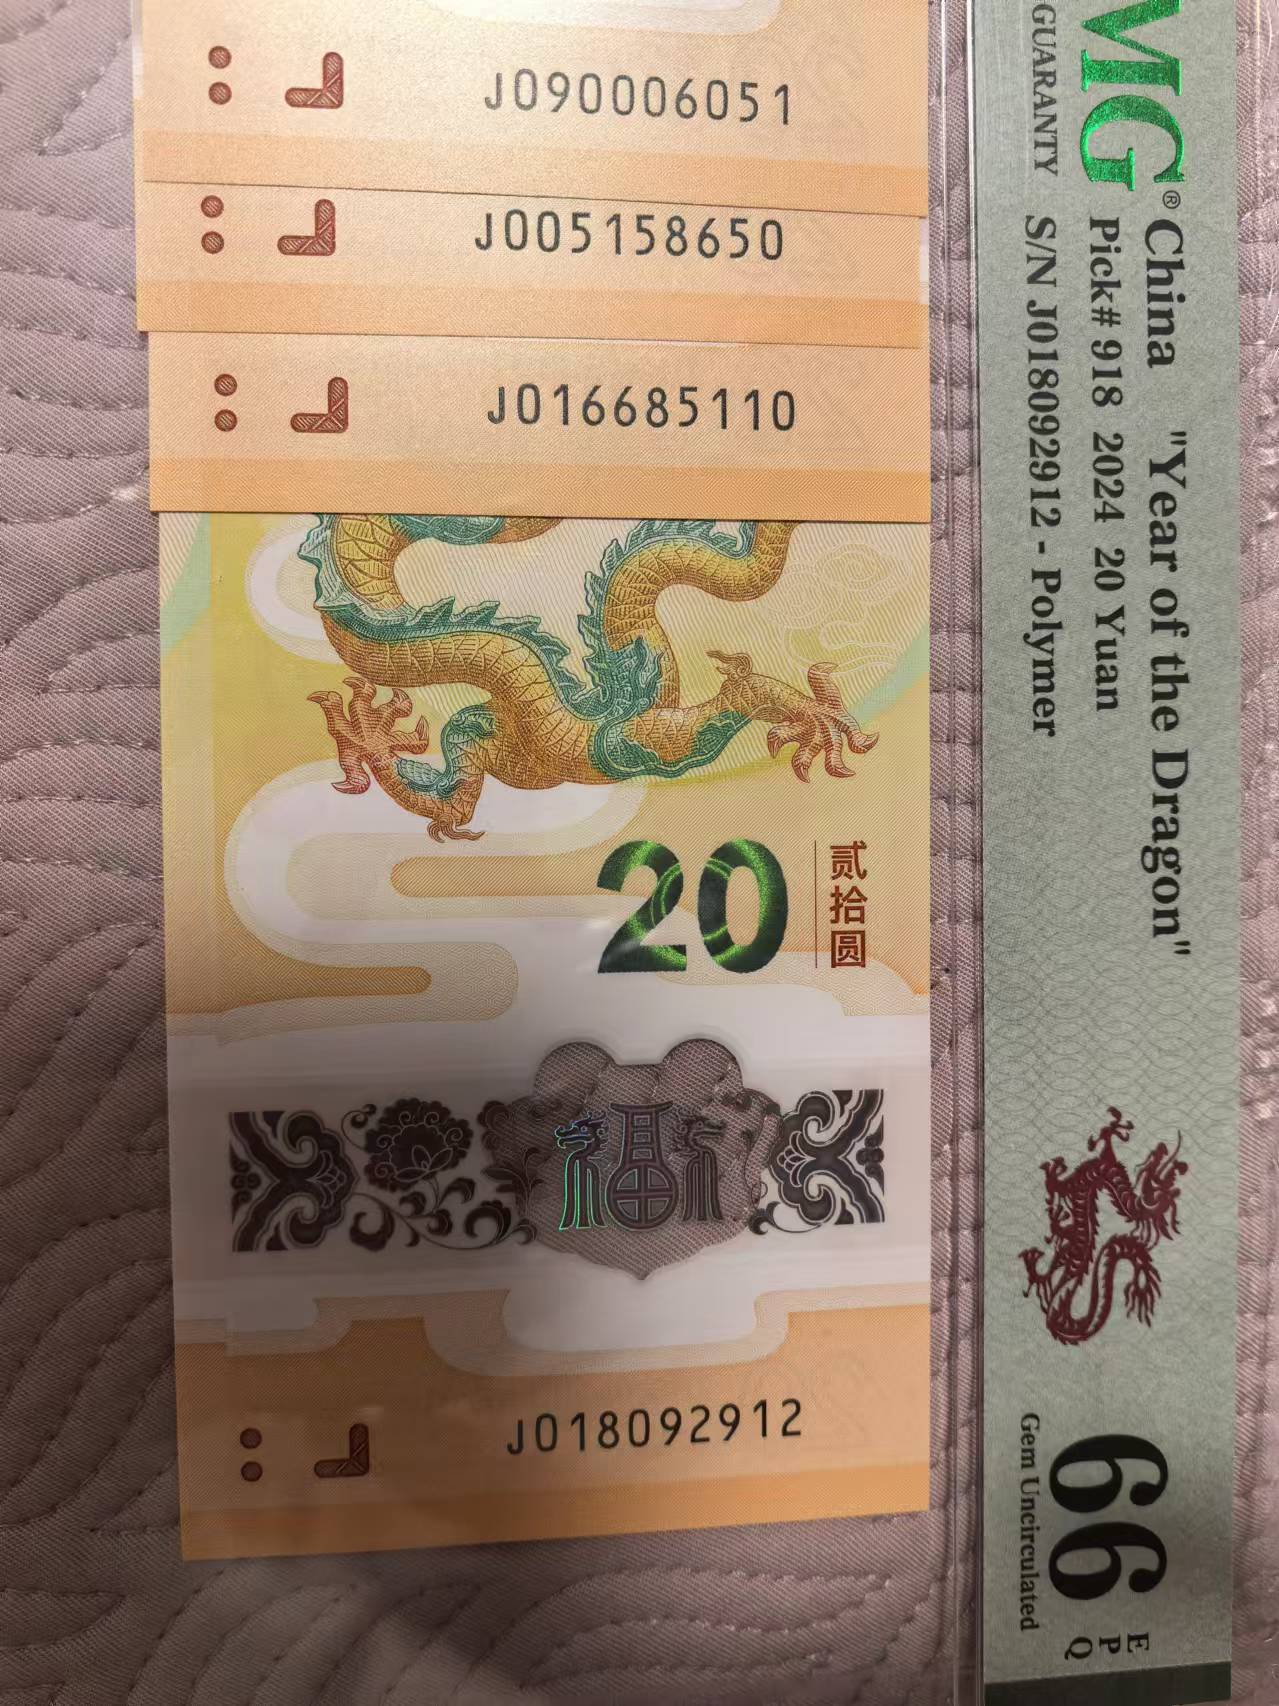 J090006051
J005158650
J016685110
20
贰拾圆
福
J018092912
MG®
GUARANTY
China "Year of the Dragon"
Pick# 918 2024 20 Yuan
S/N J018092912 - Polymer
66
EPQ
Gem Uncirculated